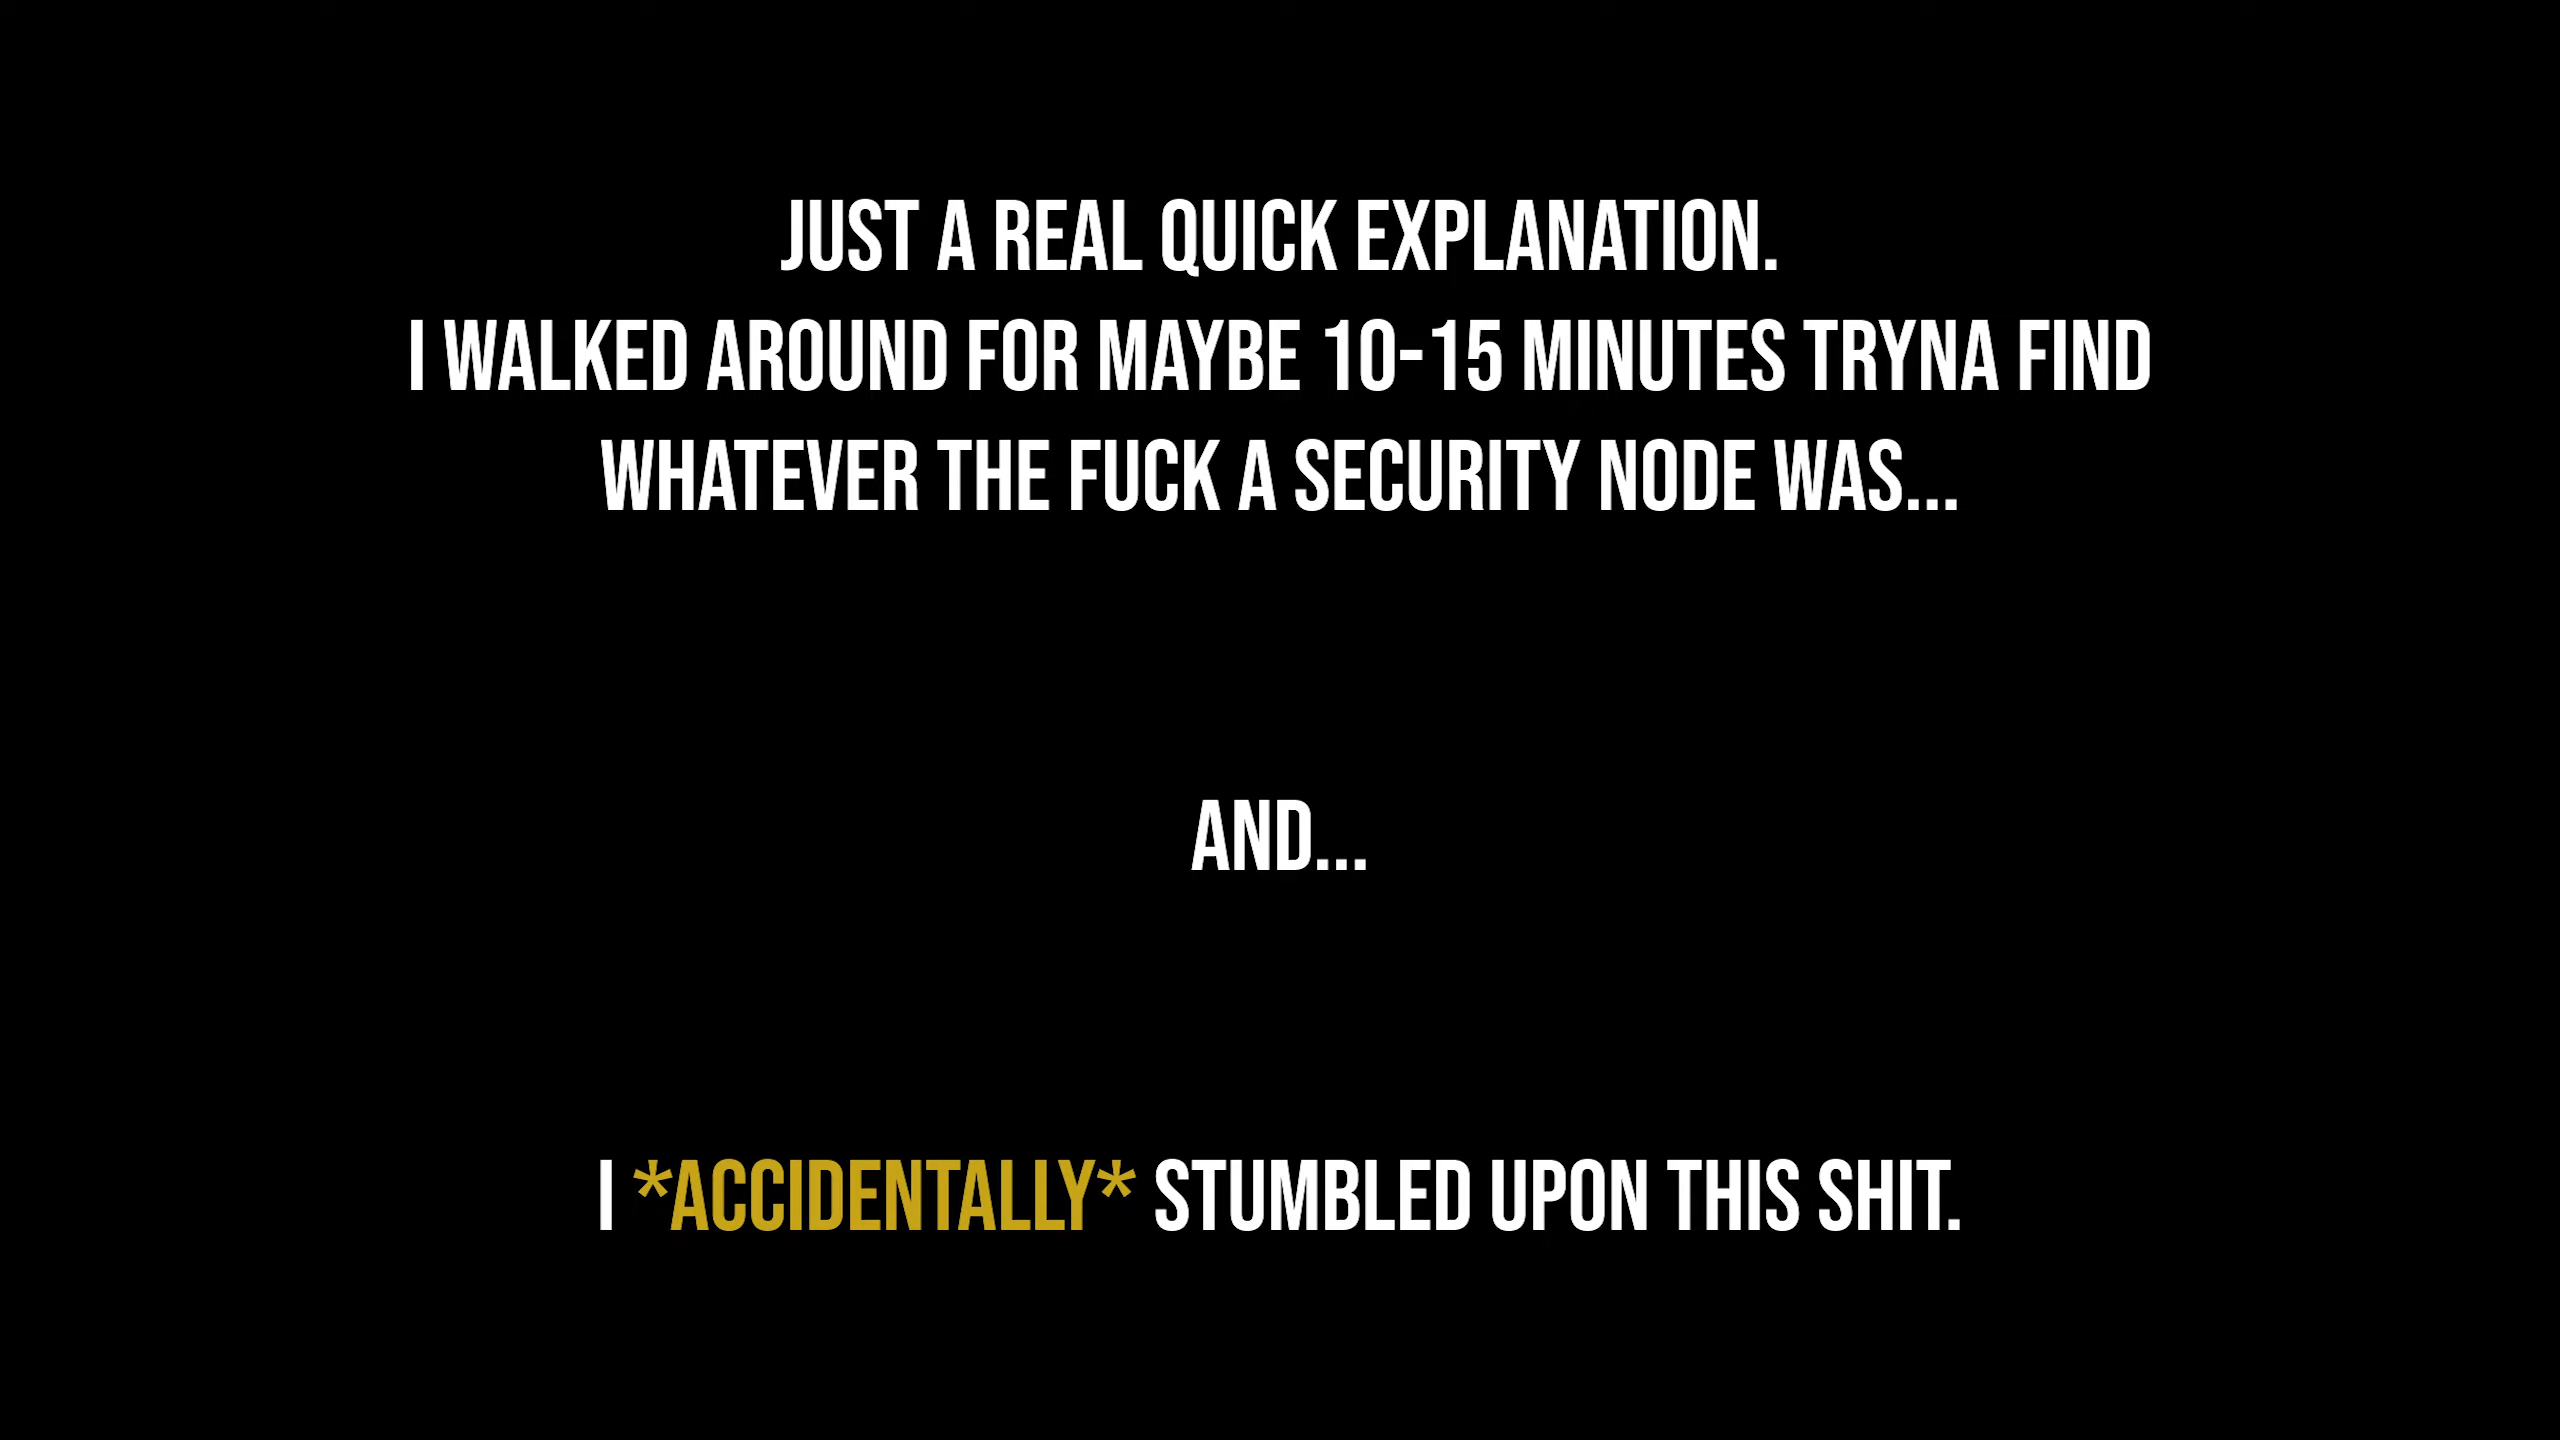 JUST A REAL QUICK EXPLANATION.
I WALKED AROUND FOR MAYBE 10-15 MINUTES TRYNA FIND
WHATEVER THE FUCK A SECURITY NODE WAS...
AND...
I *ACCIDENTALLY* STUMBLED UPON THIS SHIT.